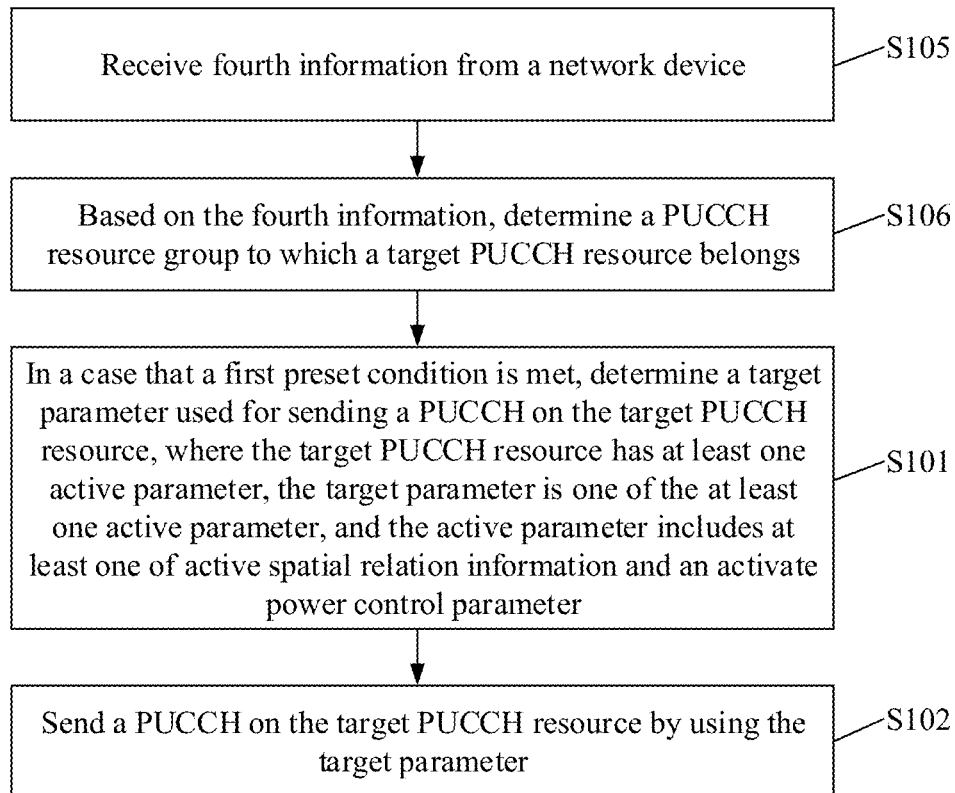 Receive fourth information from a network device
S105
Based on the fourth information, determine a PUCCH
resource group to which a target PUCCH resource belongs
S106
In a case that a first preset condition is met, determine a target
parameter used for sending a PUCCH on the target PUCCH
resource, where the target PUCCH resource has at least one
active parameter, the target parameter is one of the at least
one active parameter, and the active parameter includes at
least one of active spatial relation information and an activate
power control parameter
S101
Send a PUCCH on the target PUCCH resource by using the
target parameter
S102